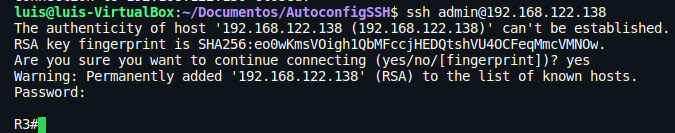 luis@luis-VirtualBox:~/Documentos/AutoconfigSSH$ ssh admin@192.168.122.138
The authenticity of host '192.168.122.138 (192.168.122.138)' can't be established.
RSA key fingerprint is SHA256:eo0wKmsVOigh1QbMFccjHEDQtshVU4OCFeqMmcVMNOw.
Are you sure you want to continue connecting (yes/no/[fingerprint])? yes
Warning: Permanently added '192.168.122.138' (RSA) to the list of known hosts.
Password:
R3#